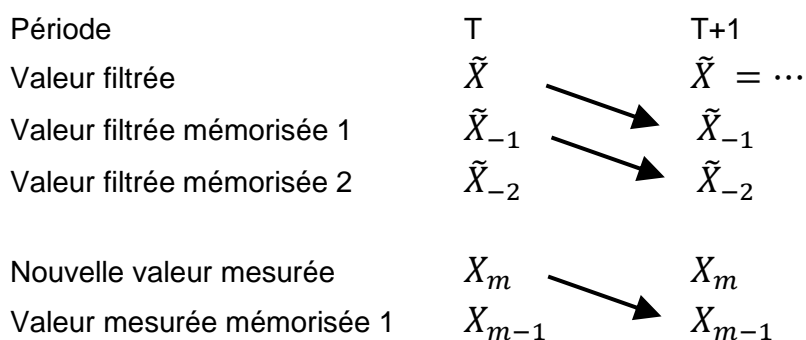 Période T T+1
Valeur filtrée X̃ X̃ = ⋯
Valeur filtrée mémorisée 1 X̃₋₁ X̃₋₁
Valeur filtrée mémorisée 2 X̃₋₂ X̃₋₂
Nouvelle valeur mesurée Xₘ Xₘ
Valeur mesurée mémorisée 1 Xₘ₋₁ Xₘ₋₁